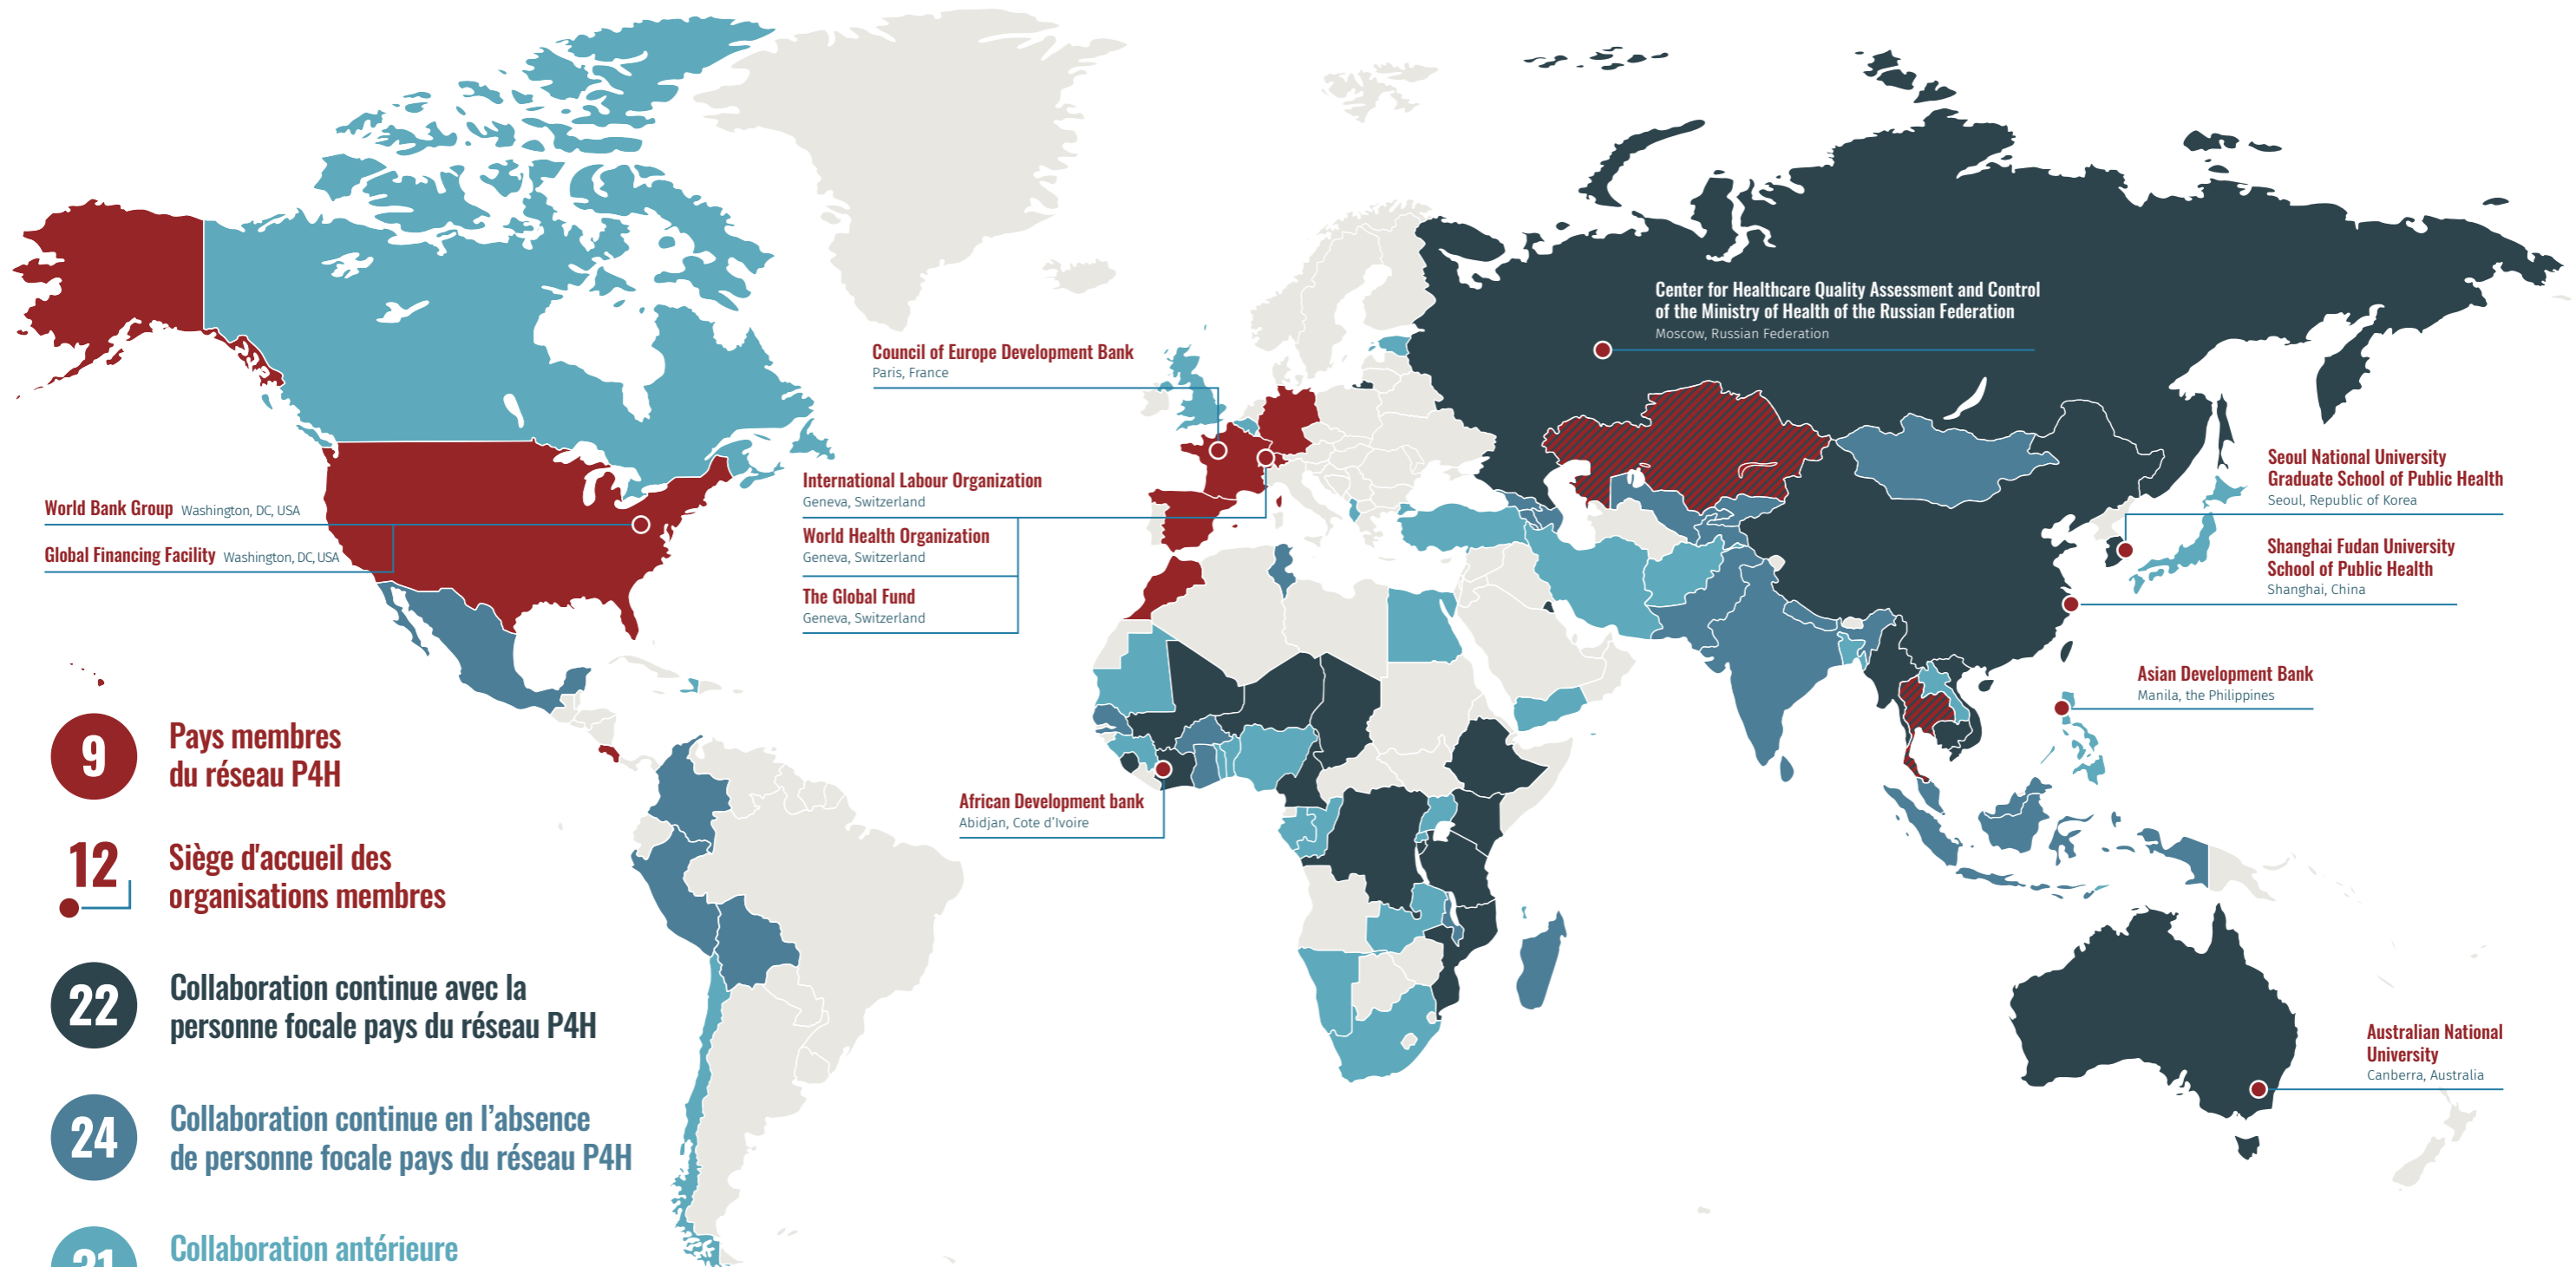 Center for Healthcare Quality Assessment and Control
of the Ministry of Health of the Russian Federation
Moscow, Russian Federation
Council of Europe Development Bank
Paris, France
International Labour Organization
Geneva, Switzerland
World Health Organization
Geneva, Switzerland
The Global Fund
Geneva, Switzerland
World Bank Group Washington, DC, USA
Global Financing Facility Washington, DC, USA
Seoul National University
Graduate School of Public Health
Seoul, Republic of Korea
Shanghai Fudan University
School of Public Health
Shanghai, China
Asian Development Bank
Manila, the Philippines
African Development bank
Abidjan, Cote d’Ivoire
Australian National
University
Canberra, Australia
9
Pays membres
du réseau P4H
12
Siège d'accueil des
organisations membres
22
Collaboration continue avec la
personne focale pays du réseau P4H
24
Collaboration continue en l’absence
de personne focale pays du réseau P4H
Collaboration antérieure